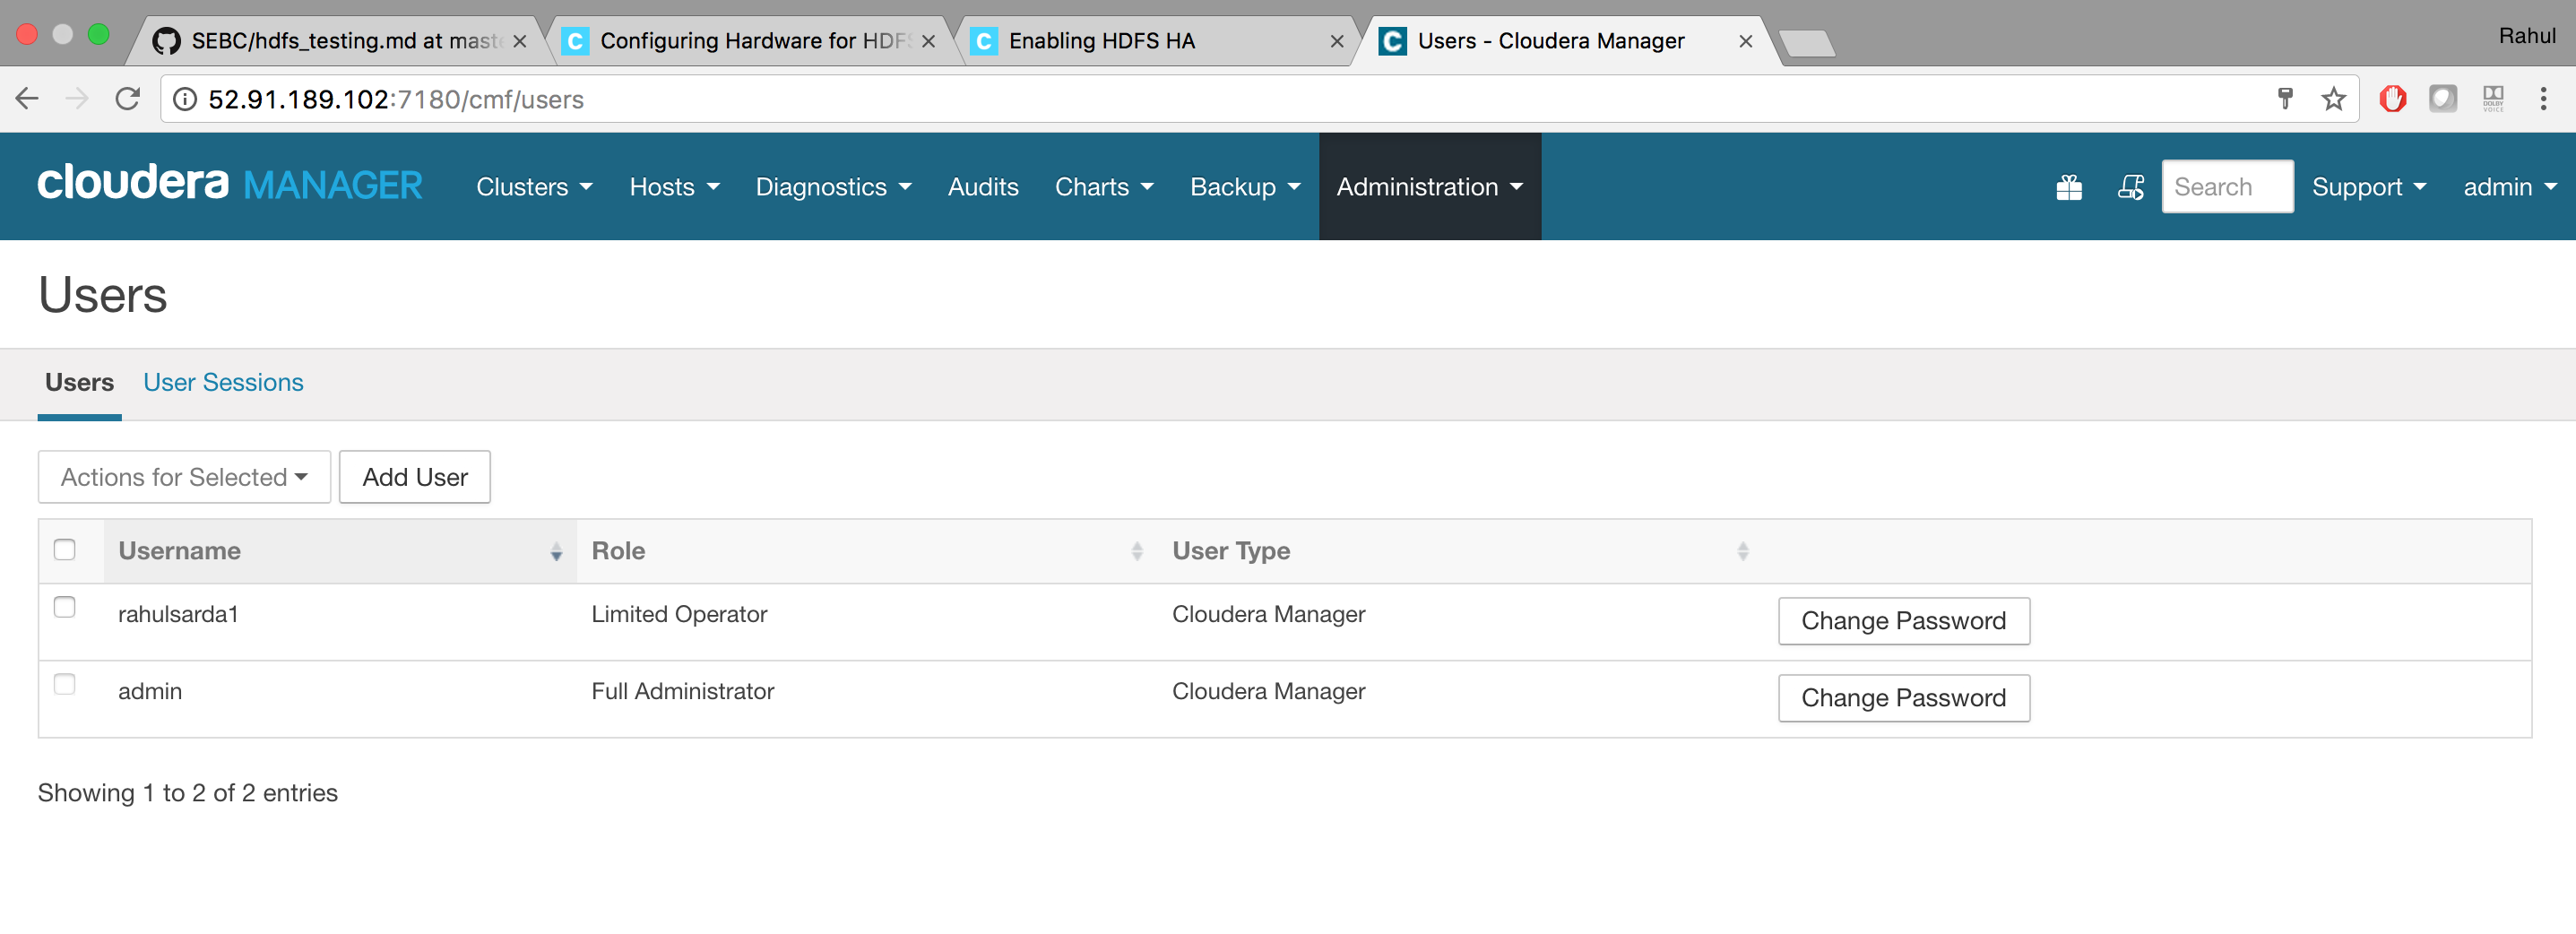 SEBC/hdfs_testing.md at mast
Configuring Hardware for HDFS
Enabling HDFS HA
Users - Cloudera Manager
Rahul
52.91.189.102:7180/cmf/users
DOLBY
VOICE
cloudera MANAGER
Clusters
Hosts
Diagnostics
Audits
Charts
Backup
Administration
Search
Support
admin
Users
Users
User Sessions
Actions for Selected
Add User
Username
Role
User Type
rahulsarda1
Limited Operator
Cloudera Manager
Change Password
admin
Full Administrator
Cloudera Manager
Change Password
Showing 1 to 2 of 2 entries